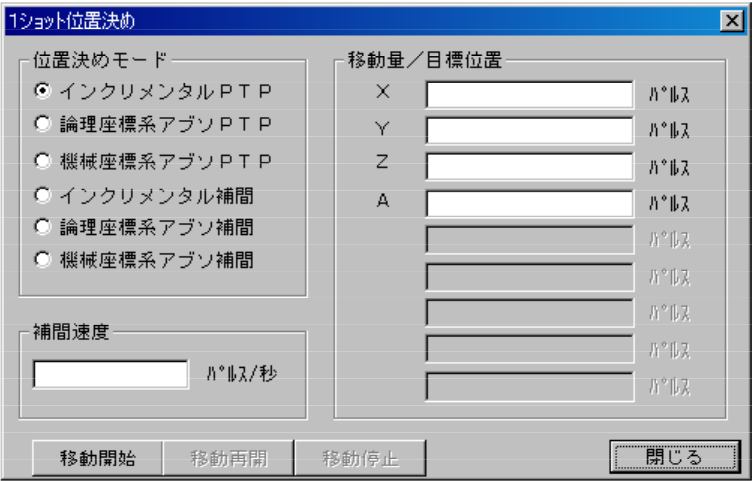 1ショット位置決め
位置決めモード
インクリメンタルPTP
論理座標系アブソPTP
機械座標系アブソPTP
インクリメンタル補間
論理座標系アブソ補間
機械座標系アブソ補間
補間速度
パルス/秒
移動量/目標位置
X パルス
Y パルス
Z パルス
A パルス
パルス
パルス
パルス
パルス
パルス
移動開始 移動再開 移動停止 閉じる